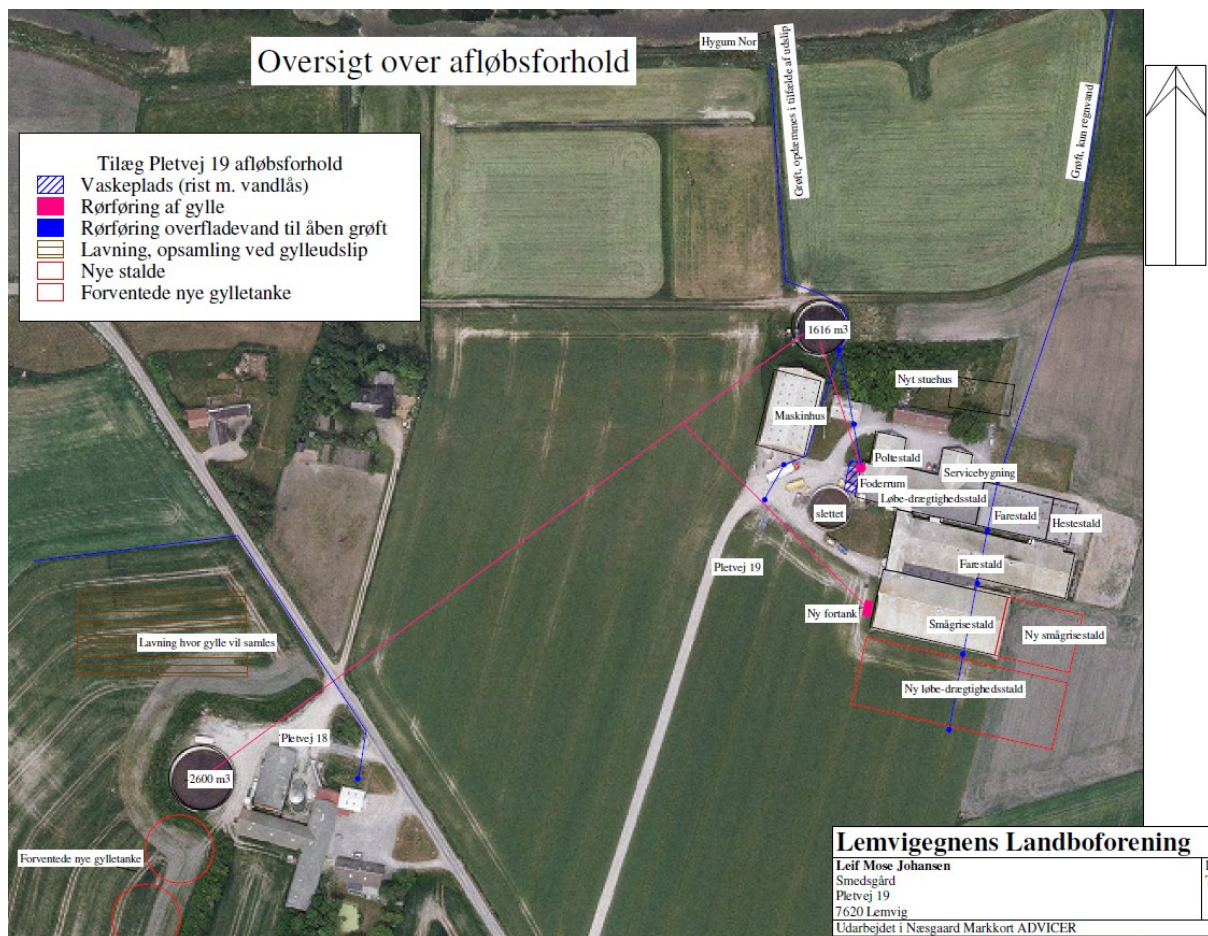 Oversigt over afløbsforhold
Hygum Nor
Grøft, opdæmmes i tilfælde af udslip
Grøft, kun regnvand
Tilæg Pletvej 19 afløbsforhold
Vaskeplads (rist m. vandlås)
Rørføring af gylle
Rørføring overfladevand til åben grøft
Lavning, opsamling ved gylleudslip
Nye stalde
Forventede nye gylletanke
1616 m3
Nyt stuehus
Maskinhus
Poltestald
Servicebygning
Foderrum
Løbe-drægtighedsstald
slettet
Farestald
Hestestald
Pletvej 19
Farestald
Ny fortank
Smågrisestald
Ny smågrisestald
Lavning hvor gylle vil samles
Ny løbe-drægtighedsstald
Pletvej 18
2600 m3
Forventede nye gylletanke
Lemvigegnens Landboforening
Leif Mose Johansen
Smedsgård
Pletvej 19
7620 Lemvig
Udarbejdet i Næsgaard Markkort ADVICER